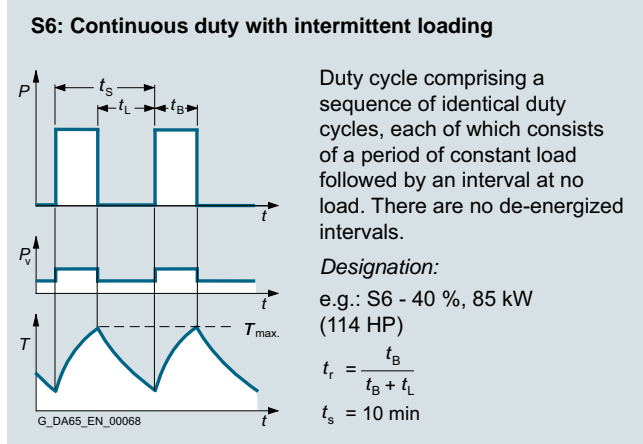 S6: Continuous duty with intermittent loading
P
tS
tL
tB
t
Pv
t
T
Tmax.
t
G_DA65_EN_00068
Duty cycle comprising a
sequence of identical duty
cycles, each of which consists
of a period of constant load
followed by an interval at no
load. There are no de-energized
intervals.
Designation:
e.g.: S6 - 40 %, 85 kW
(114 HP)
tr = tB / (tB + tL)
ts = 10 min